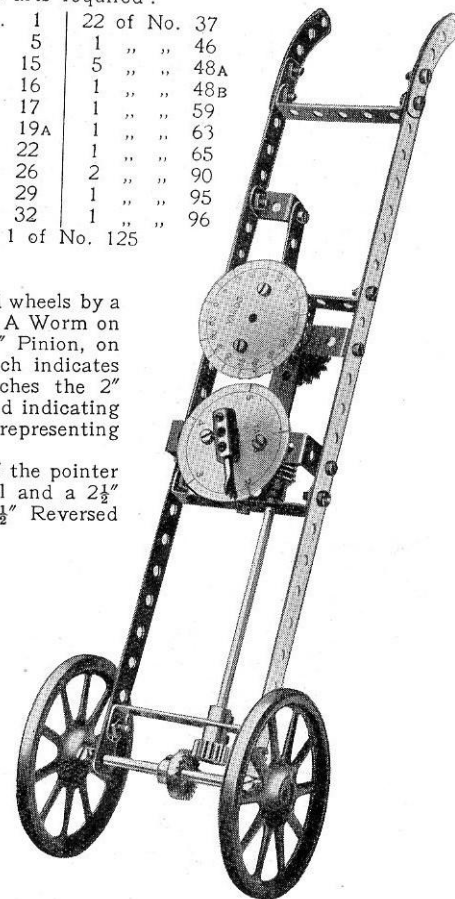 required :
1 22 of No. 37
5 1 „ „ 46
15 5 „ „ 48A
16 1 „ „ 48B
17 1 „ „ 59
19A 1 „ „ 63
22 1 „ „ 65
26 2 „ „ 90
29 1 „ „ 95
32 1 „ „ 96
1 of No. 125
wheels by a
A Worm on
″ Pinion, on
ch indicates
ches the 2″
d indicating
representing
the pointer
l and a 2½″
½″ Reversed